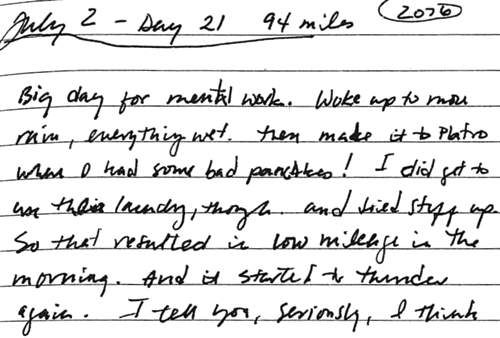 July 2 - Day 21 94 miles 2076
Big day for mental work. Woke up to more
rain, everything wet. then made it to Platro
when I had some bad pancakes! I did get to
use their laundry, though. and dried stuff up.
So that resulted in low mileage in the
morning. And it started to thunder
again. I tell you, seriously, I think